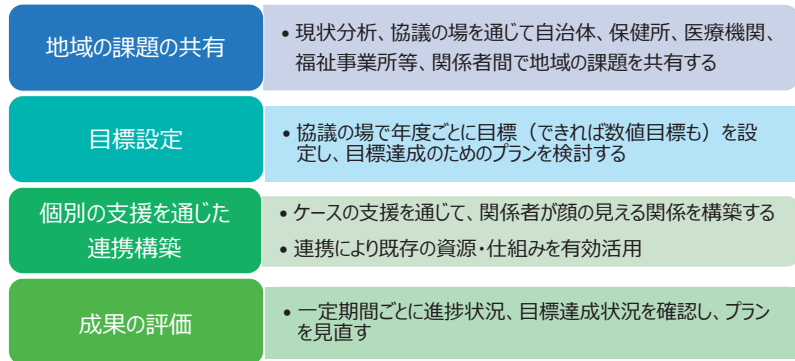 地域の課題の共有
• 現状分析、協議の場を通じて自治体、保健所、医療機関、
福祉事業所等、関係者間で地域の課題を共有する
目標設定
• 協議の場で年度ごとに目標（できれば数値目標も）を設
定し、目標達成のためのプランを検討する
個別の支援を通じた
連携構築
• ケースの支援を通じて、関係者が顔の見える関係を構築する
• 連携により既存の資源・仕組みを有効活用
成果の評価
• 一定期間ごとに進捗状況、目標達成状況を確認し、プラン
を見直す